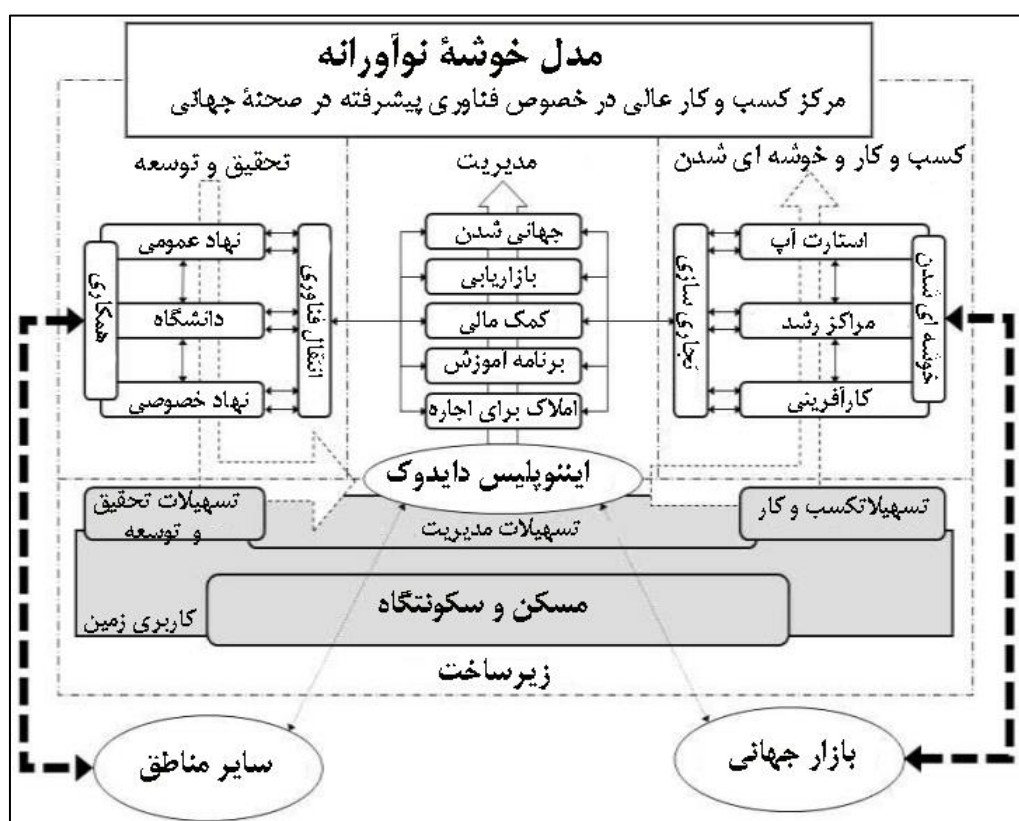 مدل خوشهٔ نوآورانه
مرکز کسب و کار عالی در خصوص فناوری پیشرفته در صحنهٔ جهانی
کسب و کار و خوشه ای شدن
مدیریت
تحقیق و توسعه
استارت آپ
مراکز رشد
کارآفرینی
خوشه ای شدن
تجاری سازی
جهانی شدن
بازاریابی
کمک مالی
برنامه آموزش
املاک برای اجاره
انتقال فناوری
نهاد عمومی
دانشگاه
نهاد خصوصی
همکاری
اینوپلیس دایدوک
تسهیلاتکسب و کار
تسهیلات مدیریت
تسهیلات تحقیق
و توسعه
مسکن و سکونتگاه
کاربری زمین
زیرساخت
بازار جهانی
سایر مناطق